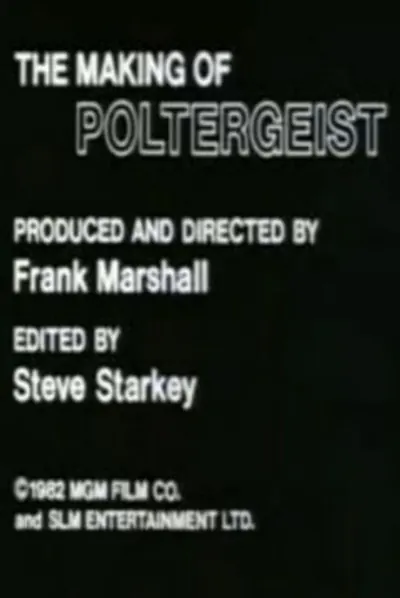 THE MAKING OF
POLTERGEIST
PRODUCED AND DIRECTED BY
Frank Marshall
EDITED BY
Steve Starkey
©1982 MGM FILM CO.
and SLM ENTERTAINMENT LTD.